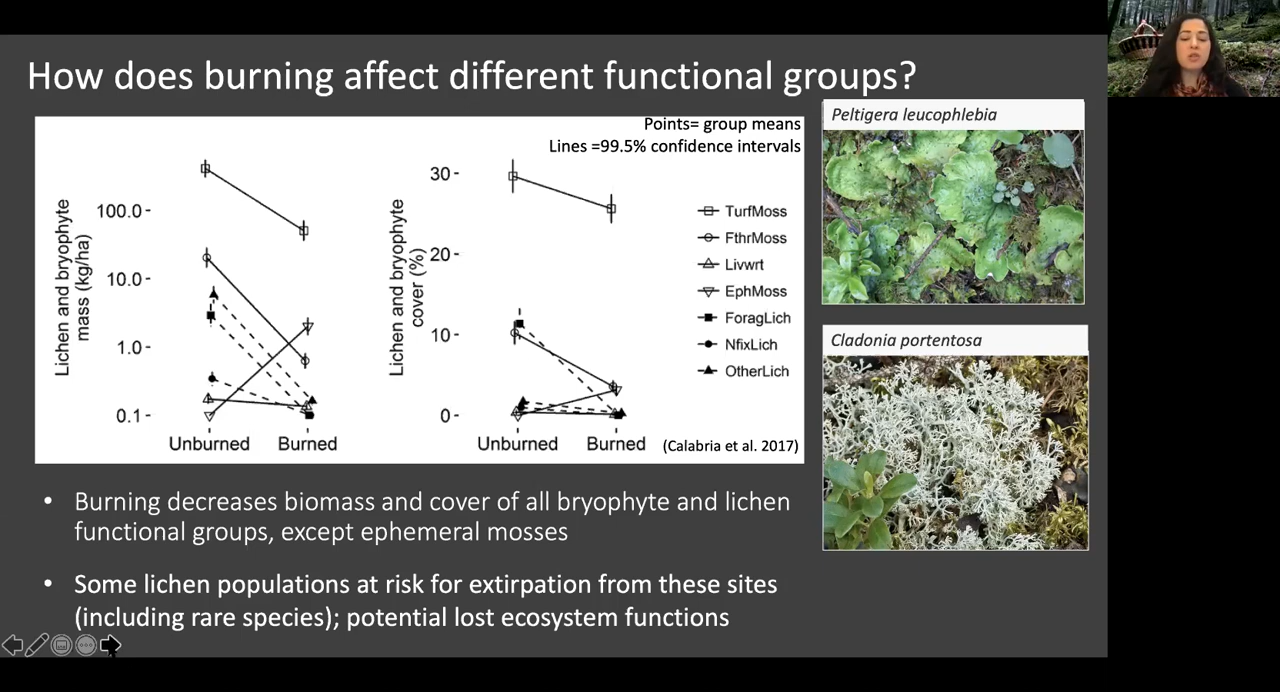 How does burning affect different functional groups?
Points= group means
Lines =99.5% confidence intervals
Lichen and bryophyte
mass (kg/ha)
100.0-
10.0-
1.0-
0.1-
Unburned
Burned
Lichen and bryophyte
cover (%)
30-
20-
10-
0-
Unburned
Burned
TurfMoss
FthrMoss
Livwrt
EphMoss
ForagLich
NfixLich
OtherLich
(Calabria et al. 2017)
Peltigera leucophlebia
Cladonia portentosa
• Burning decreases biomass and cover of all bryophyte and lichen
functional groups, except ephemeral mosses
• Some lichen populations at risk for extirpation from these sites
(including rare species); potential lost ecosystem functions